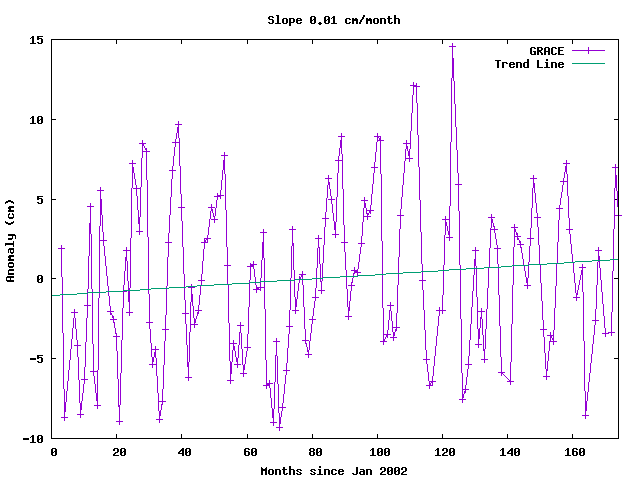 Slope 0.01 cm/month
GRACE
Trend Line
15
10
5
0
-5
-10
Anomaly (cm)
0 20 40 60 80 100 120 140 160
Months since Jan 2002